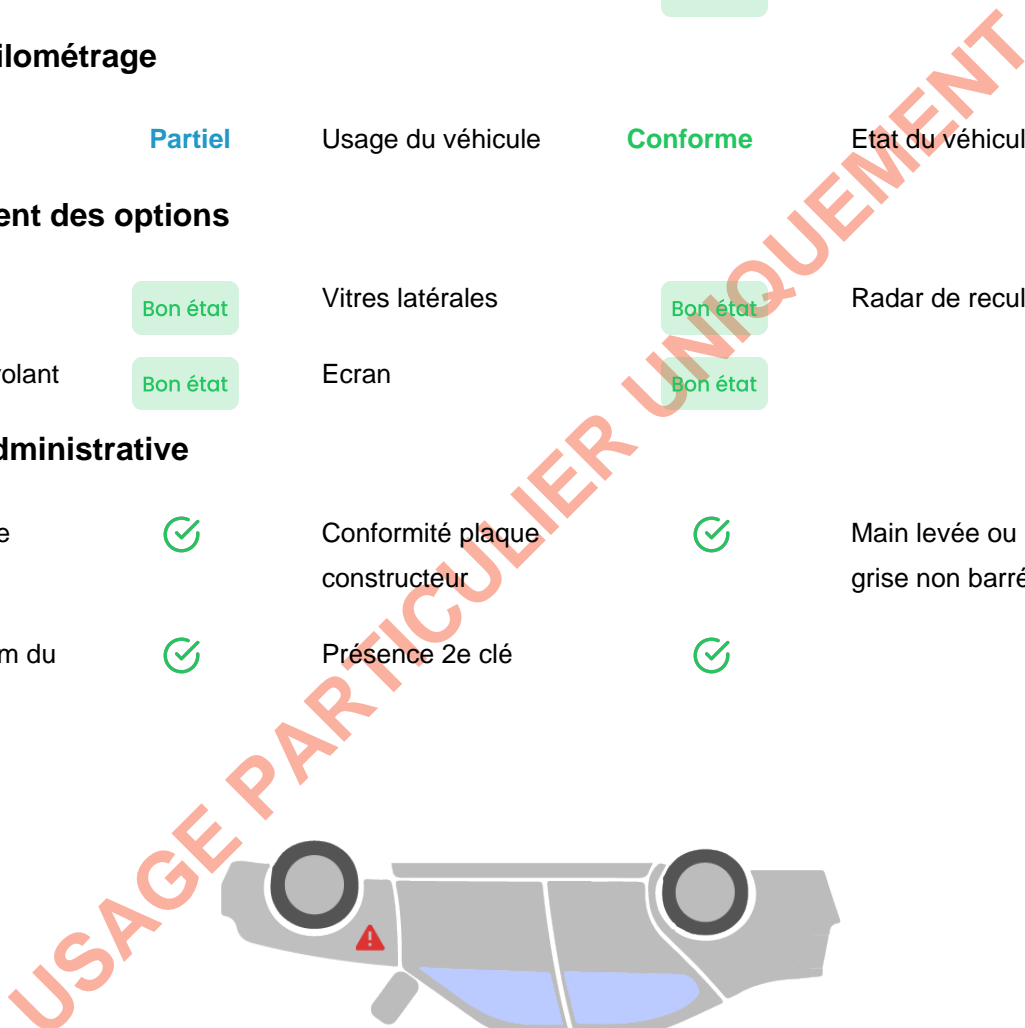 ilométrage
Partiel Usage du véhicule Conforme Etat du véhicul
ent des options
Bon état Vitres latérales Bon état Radar de recul
olant Bon état Ecran Bon état
dministrative
e Conformité plaque Main levée ou
constructeur grise non barré
m du Présence 2e clé
USAGE PARTICULIER UNIQUEMENT